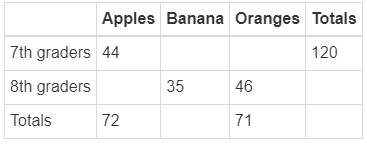 Apples Banana Oranges Totals
7th graders 44 120
8th graders 35 46
Totals 72 71